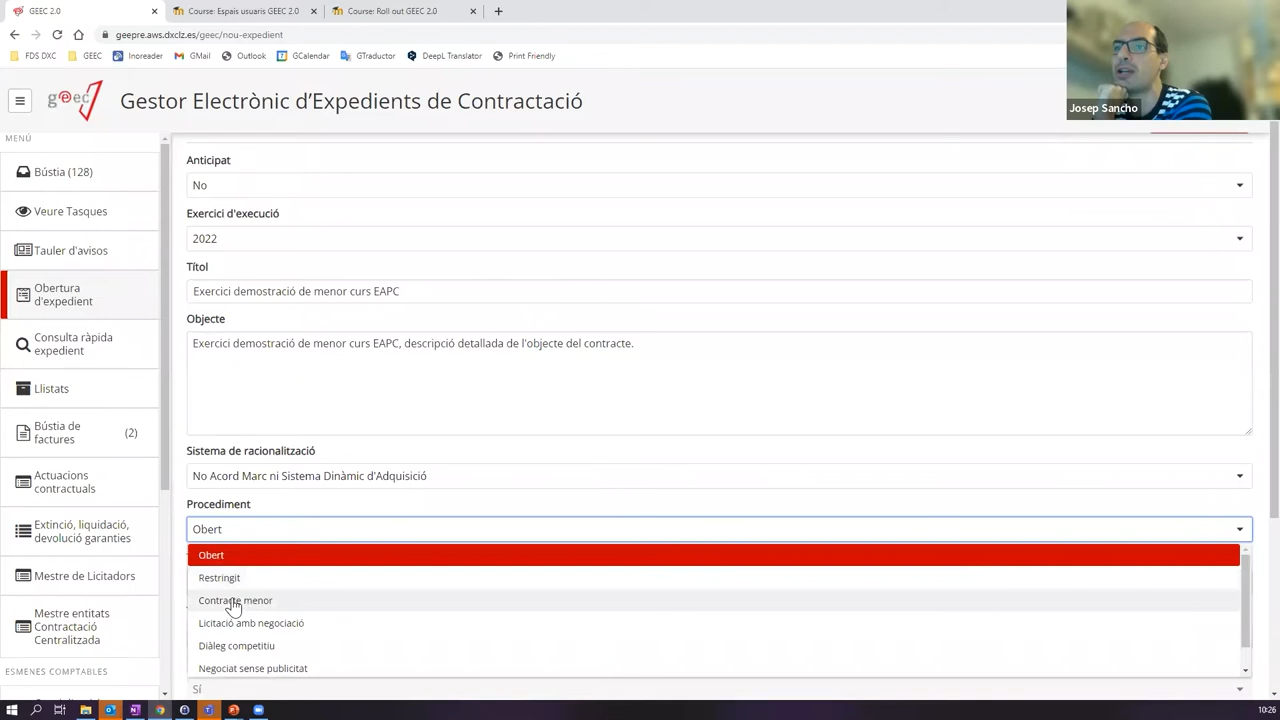 GEEC 2.0
Course: Espais usuaris GEEC 2.0
Course: Roll out GEEC 2.0
geepre.aws.dxclz.es/geec/nou-expedient
FDS DXC
GEEC
Inoreader
GMail
Outlook
GCalendar
GTraductor
DeepL Translator
Print Friendly
geec
Gestor Electrònic d'Expedients de Contractació
Josep Sancho
MENÚ
Bústia (128)
Veure Tasques
Tauler d'avisos
Obertura
d'expedient
Consulta ràpida
expedient
Llistats
Bústia de
factures
(2)
Actuacions
contractuals
Extinció, liquidació,
devolució garanties
Mestre de Licitadors
Mestre entitats
Contractació
Centralitzada
ESMENES COMPTABLES
Anticipat
No
Exercici d'execució
2022
Títol
Exercici demostració de menor curs EAPC
Objecte
Exercici demostració de menor curs EAPC, descripció detallada de l'objecte del contracte.
Sistema de racionalització
No Acord Marc ni Sistema Dinàmic d'Adquisició
Procediment
Obert
Obert
Restringit
Contracte menor
Licitació amb negociació
Diàleg competitiu
Negociat sense publicitat
Sí
10:26